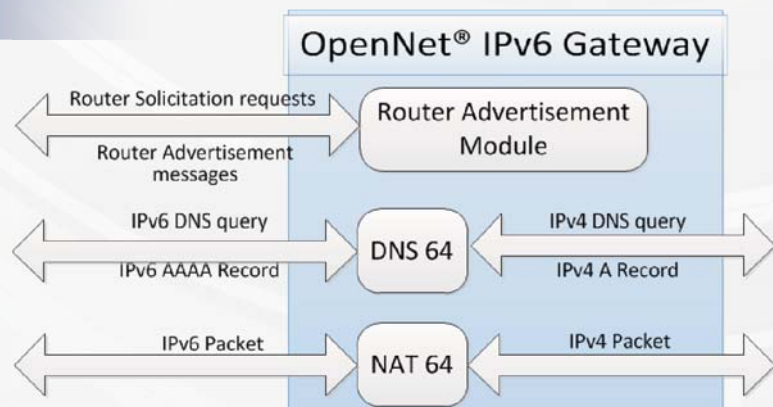 OpenNet® IPv6 Gateway
Router Solicitation requests
Router Advertisement
messages
Router Advertisement
Module
IPv6 DNS query
IPv6 AAAA Record
DNS 64
IPv4 DNS query
IPv4 A Record
IPv6 Packet
NAT 64
IPv4 Packet